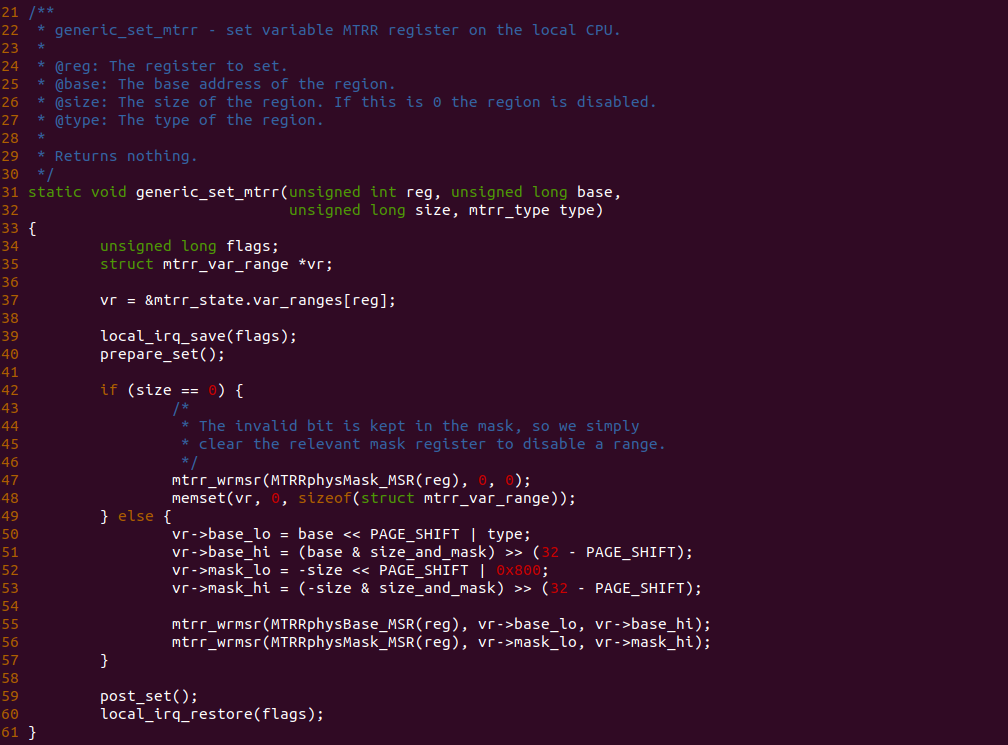 21 /**
22  * generic_set_mtrr - set variable MTRR register on the local CPU.
23  *
24  * @reg: The register to set.
25  * @base: The base address of the region.
26  * @size: The size of the region. If this is 0 the region is disabled.
27  * @type: The type of the region.
28  *
29  * Returns nothing.
30  */
31 static void generic_set_mtrr(unsigned int reg, unsigned long base,
32                              unsigned long size, mtrr_type type)
33 {
34         unsigned long flags;
35         struct mtrr_var_range *vr;
36
37         vr = &mtrr_state.var_ranges[reg];
38
39         local_irq_save(flags);
40         prepare_set();
41
42         if (size == 0) {
43                 /*
44                  * The invalid bit is kept in the mask, so we simply
45                  * clear the relevant mask register to disable a range.
46                  */
47                 mtrr_wrmsr(MTRRphysMask_MSR(reg), 0, 0);
48                 memset(vr, 0, sizeof(struct mtrr_var_range));
49         } else {
50                 vr->base_lo = base << PAGE_SHIFT | type;
51                 vr->base_hi = (base & size_and_mask) >> (32 - PAGE_SHIFT);
52                 vr->mask_lo = -size << PAGE_SHIFT | 0x800;
53                 vr->mask_hi = (-size & size_and_mask) >> (32 - PAGE_SHIFT);
54
55                 mtrr_wrmsr(MTRRphysBase_MSR(reg), vr->base_lo, vr->base_hi);
56                 mtrr_wrmsr(MTRRphysMask_MSR(reg), vr->mask_lo, vr->mask_hi);
57         }
58
59         post_set();
60         local_irq_restore(flags);
61 }